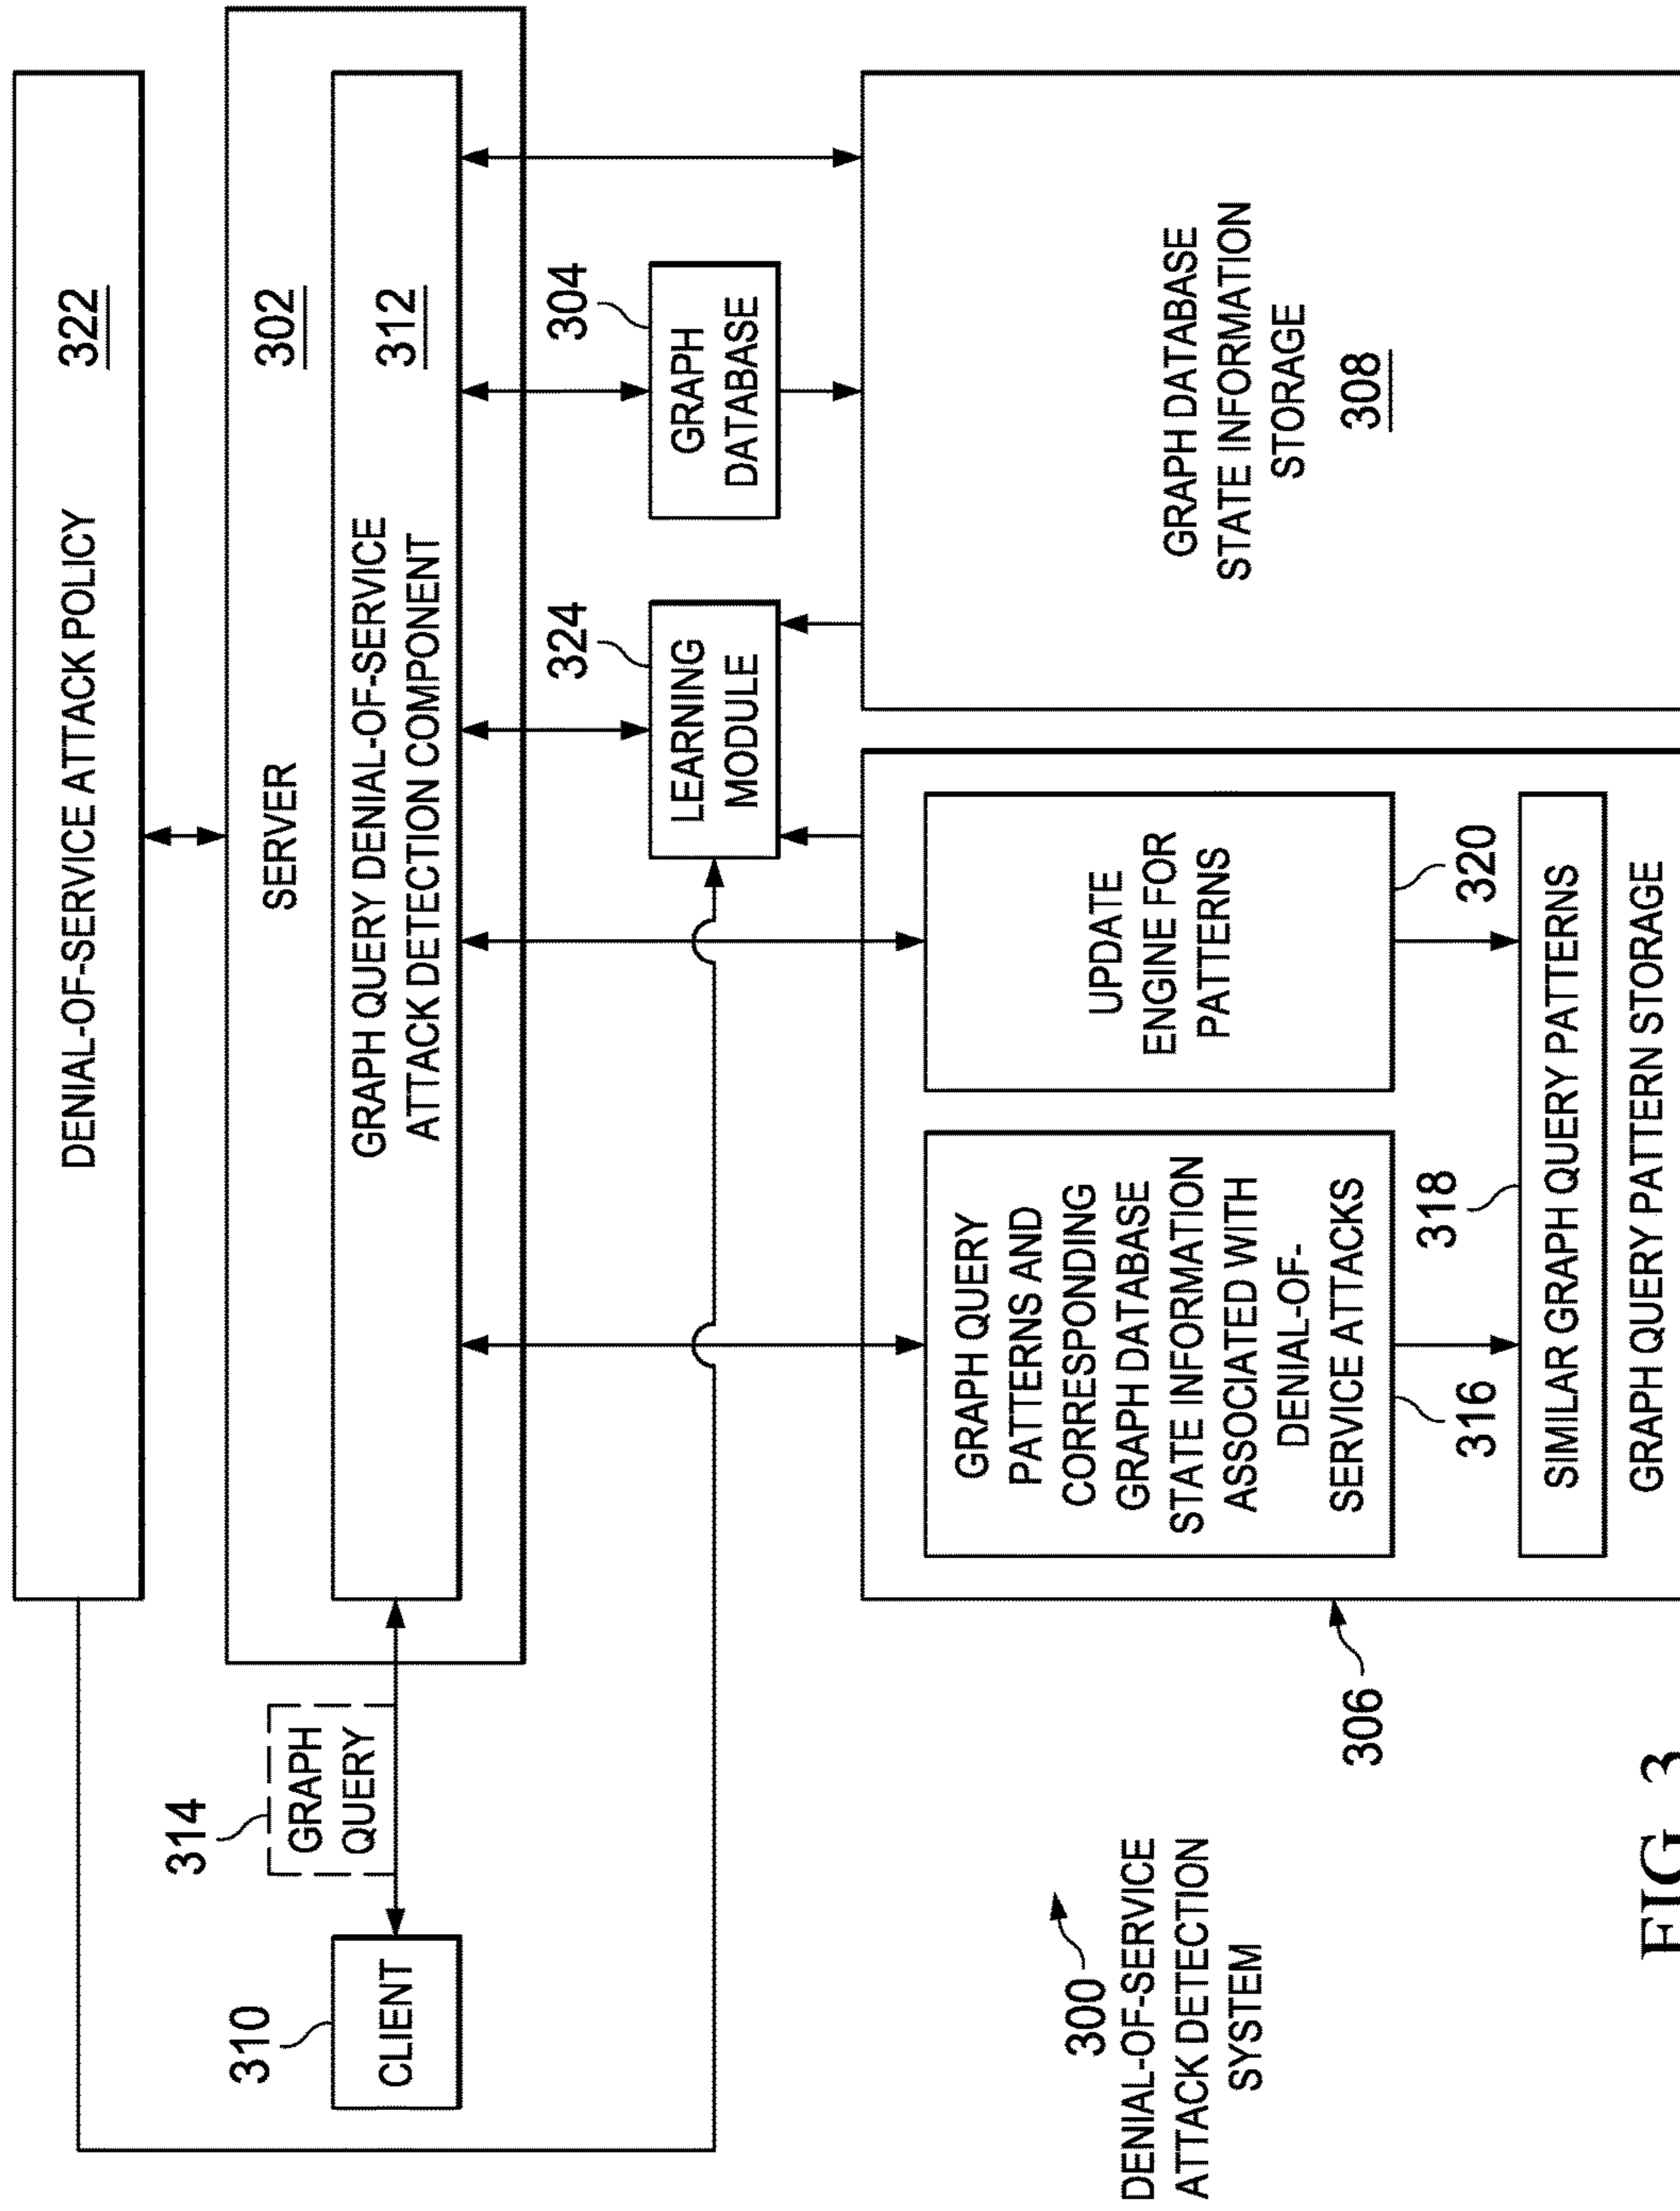 DENIAL-OF-SERVICE ATTACK POLICY
322
SERVER
302
GRAPH QUERY DENIAL-OF-SERVICE
ATTACK DETECTION COMPONENT
312
314
GRAPH
QUERY
310
CLIENT
324
LEARNING
MODULE
304
GRAPH
DATABASE
300
DENIAL-OF-SERVICE
ATTACK DETECTION
SYSTEM
306
GRAPH QUERY
PATTERNS AND
CORRESPONDING
GRAPH DATABASE
STATE INFORMATION
ASSOCIATED WITH
DENIAL-OF-
SERVICE ATTACKS
316
UPDATE
ENGINE FOR
PATTERNS
320
318
SIMILAR GRAPH QUERY PATTERNS
GRAPH QUERY PATTERN STORAGE
GRAPH DATABASE
STATE INFORMATION
STORAGE
308
FIG. 3